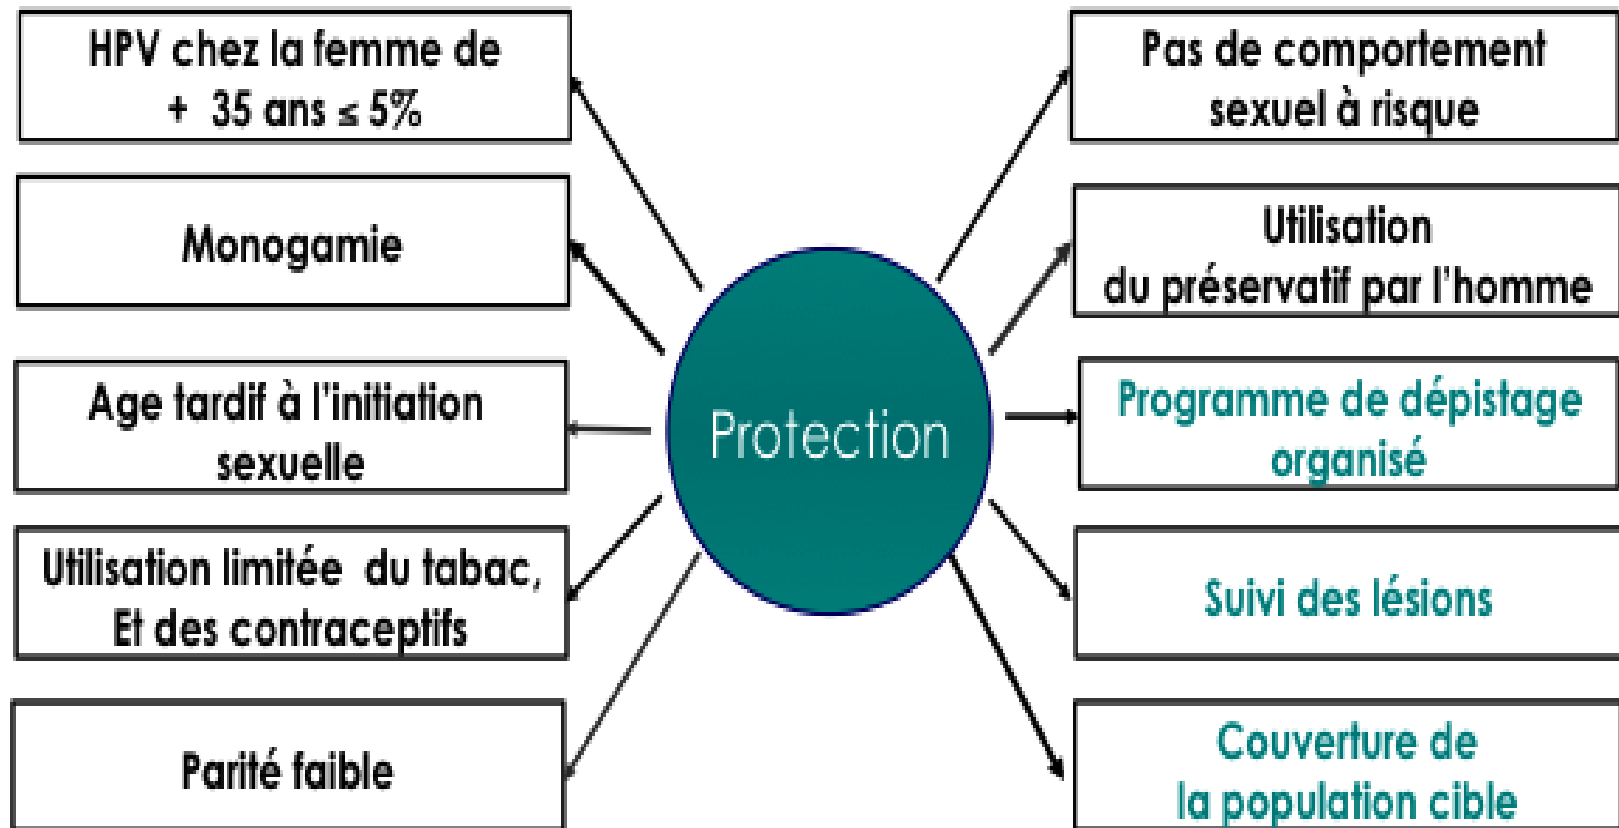 HPV chez la femme de
+ 35 ans ≤ 5%
Monogamie
Age tardif à l'initiation
sexuelle
Utilisation limitée du tabac,
Et des contraceptifs
Parité faible
Protection
Pas de comportement
sexuel à risque
Utilisation
du préservatif par l'homme
Programme de dépistage
organisé
Suivi des lésions
Couverture de
la population cible